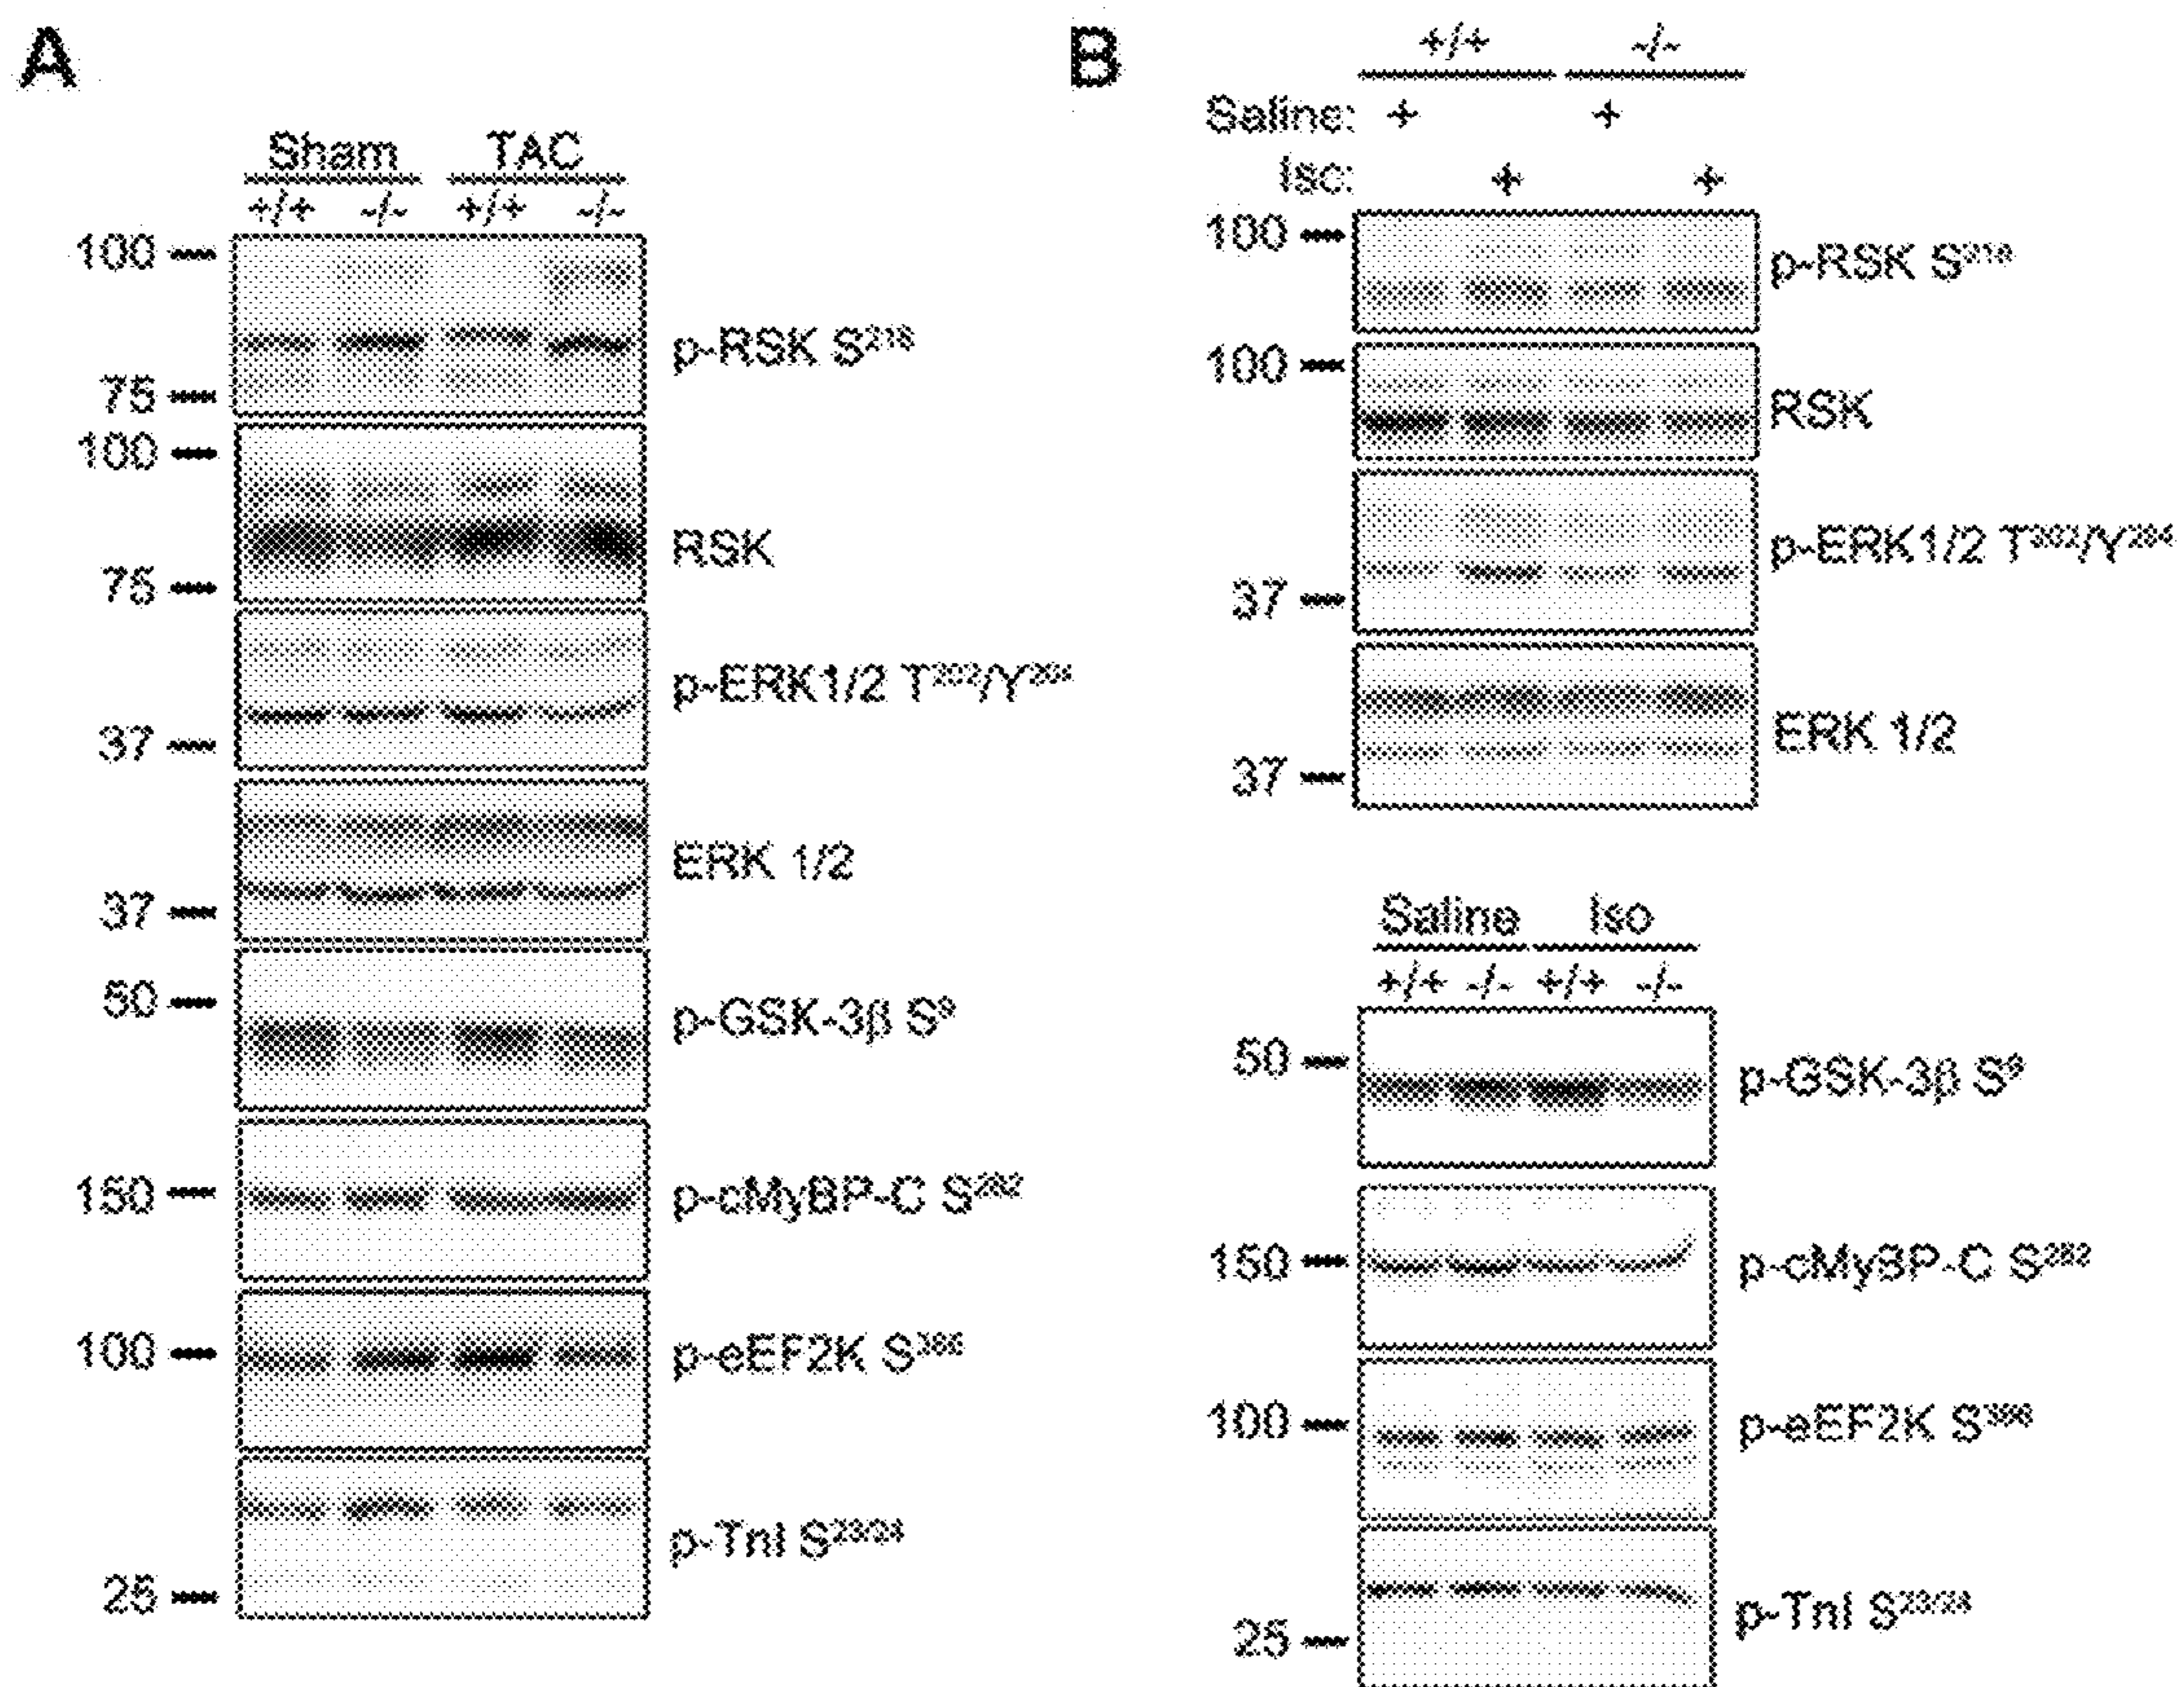 A
Sham TAC
+/+ -/- +/+ -/-
100
75
p-RSK S²¹⁸
100
75
RSK
37
p-ERK1/2 T²⁰²/Y²⁰⁴
37
ERK 1/2
50
p-GSK-3β S⁹
150
p-cMyBP-C S²⁸²
100
p-eEF2K S³⁶⁶
25
p-TnI S²³/²⁴
B
+/+ -/-
Saline: + +
Iso: + +
100
p-RSK S²¹⁸
100
RSK
37
p-ERK1/2 T²⁰²/Y²⁰⁴
37
ERK 1/2
Saline Iso
+/+ -/- +/+ -/-
50
p-GSK-3β S⁹
150
p-cMyBP-C S²⁸²
100
p-eEF2K S³⁶⁶
25
p-TnI S²³/²⁴